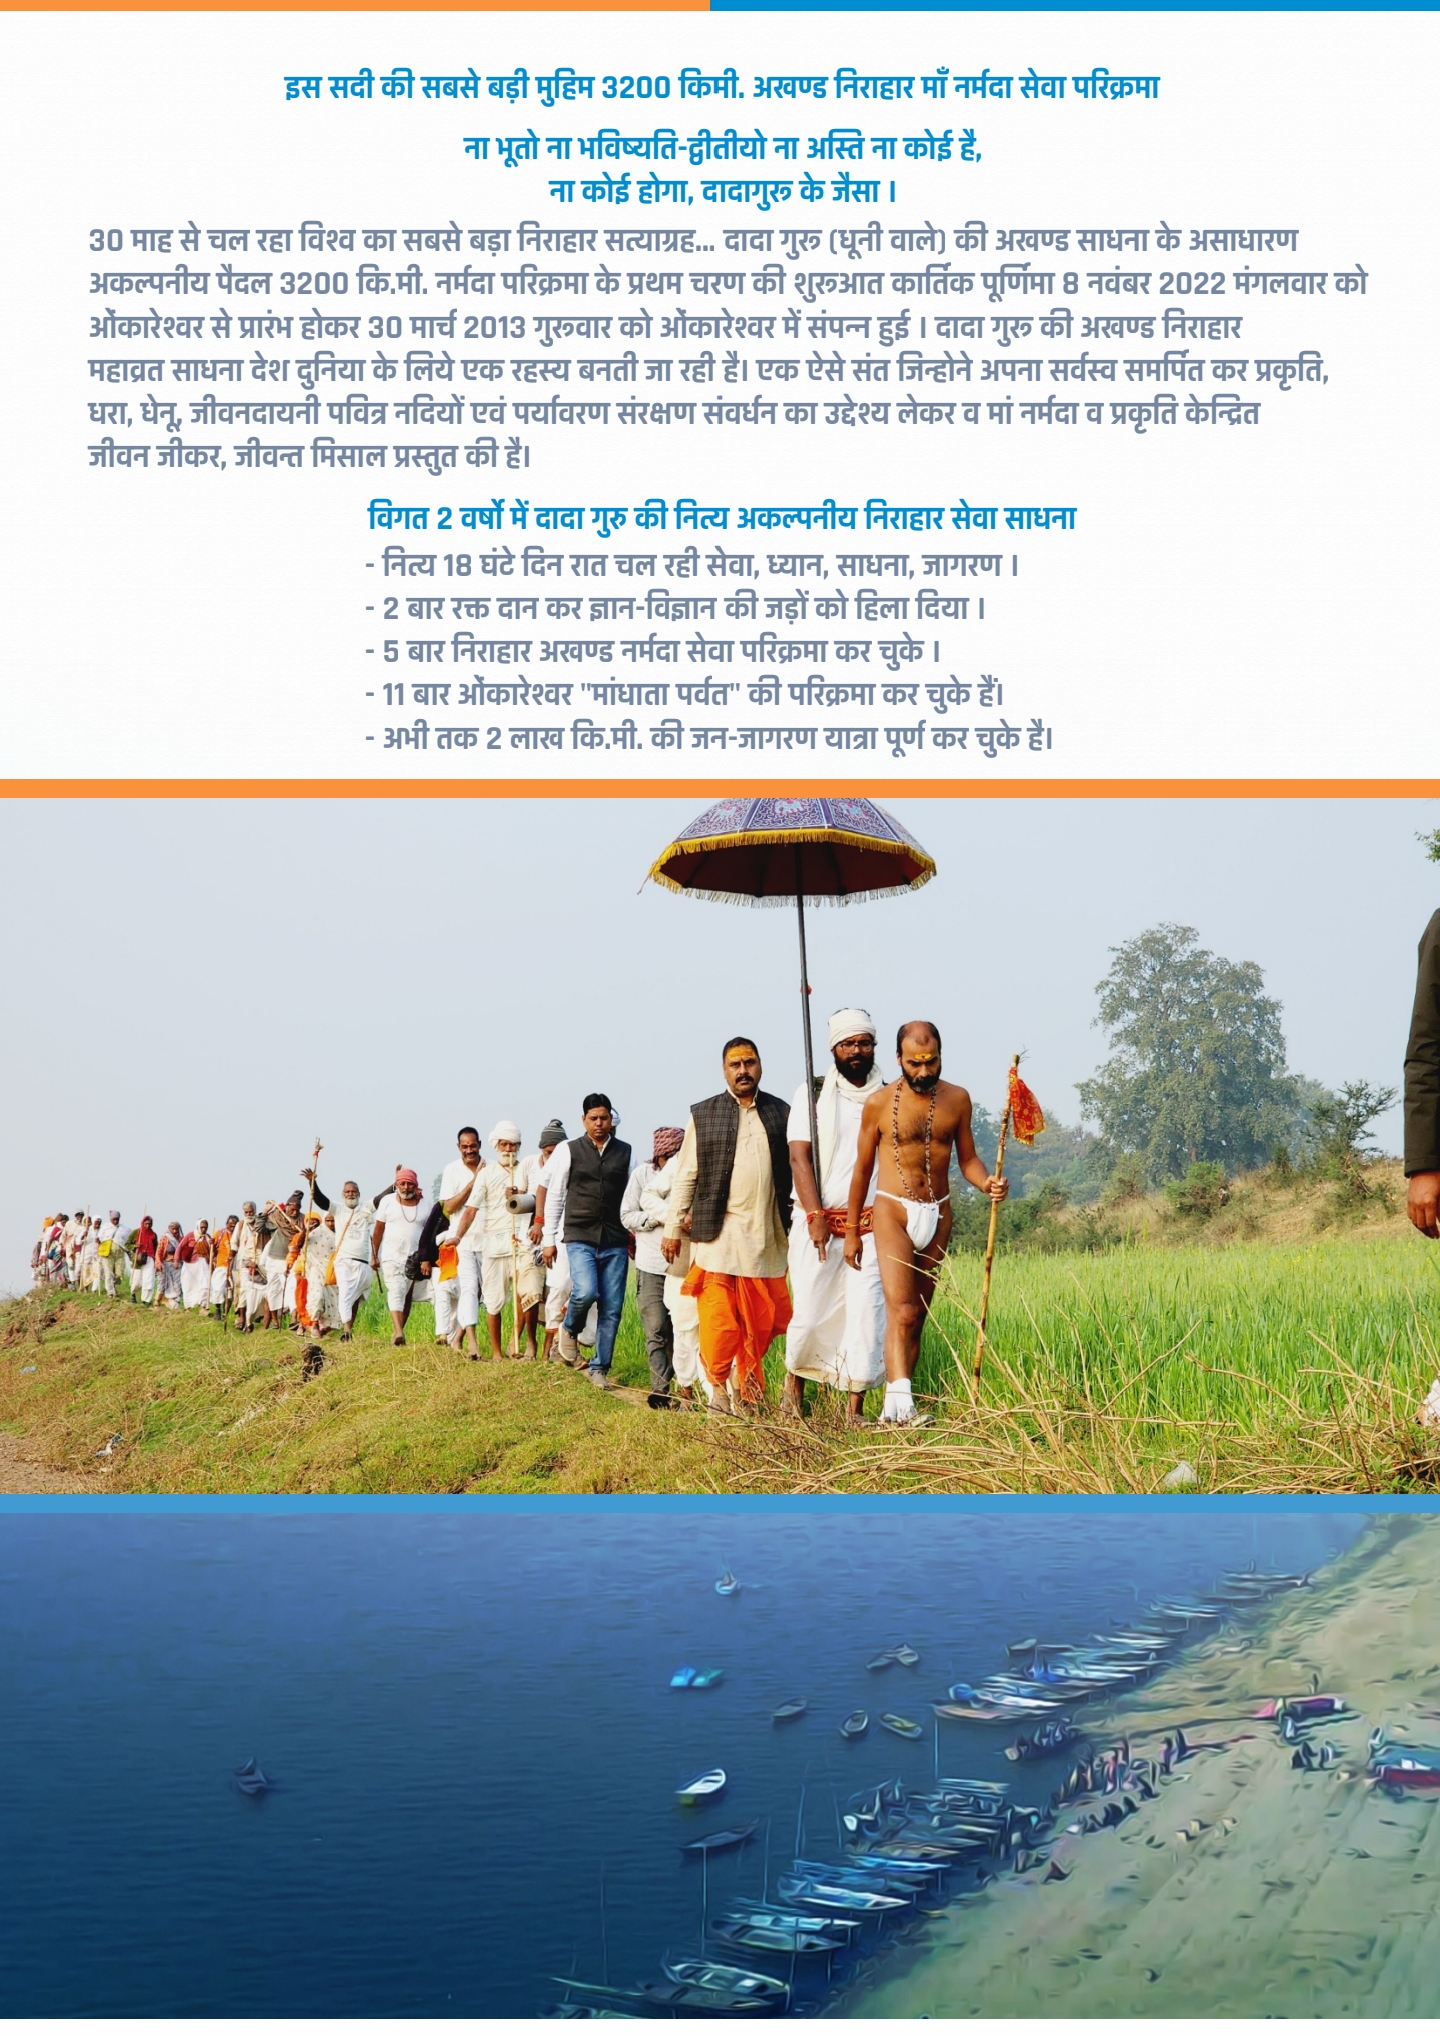 इस सदी की सबसे बड़ी मुहिम 3200 किमी. अखण्ड निराहार माँ नर्मदा सेवा परिक्रमा
ना भूतो ना भविष्यति-द्वीतीयो ना अस्ति ना कोई है,
ना कोई होगा, दादागुरू के जैसा ।
30 माह से चल रहा विश्व का सबसे बड़ा निराहार सत्याग्रह... दादा गुरू (धूनी वाले) की अखण्ड साधना के असाधारण
अकल्पनीय पैदल 3200 कि.मी. नर्मदा परिक्रमा के प्रथम चरण की शुरूआत कार्तिक पूर्णिमा 8 नवंबर 2022 मंगलवार को
ओंकारेश्वर से प्रारंभ होकर 30 मार्च 2013 गुरूवार को ओंकारेश्वर में संपन्न हुई । दादा गुरू की अखण्ड निराहार
महाव्रत साधना देश दुनिया के लिये एक रहस्य बनती जा रही है। एक ऐसे संत जिन्होने अपना सर्वस्व समर्पित कर प्रकृति,
धरा, धेनू, जीवनदायनी पवित्र नदियों एवं पर्यावरण संरक्षण संवर्धन का उद्देश्य लेकर व मां नर्मदा व प्रकृति केन्द्रित
जीवन जीकर, जीवन्त मिसाल प्रस्तुत की है।
विगत 2 वर्षो में दादा गुरु की नित्य अकल्पनीय निराहार सेवा साधना
- नित्य 18 घंटे दिन रात चल रही सेवा, ध्यान, साधना, जागरण ।
- 2 बार रक्त दान कर ज्ञान-विज्ञान की जड़ों को हिला दिया ।
- 5 बार निराहार अखण्ड नर्मदा सेवा परिक्रमा कर चुके ।
- 11 बार ओंकारेश्वर "मांधाता पर्वत" की परिक्रमा कर चुके हैं।
- अभी तक 2 लाख कि.मी. की जन-जागरण यात्रा पूर्ण कर चुके है।